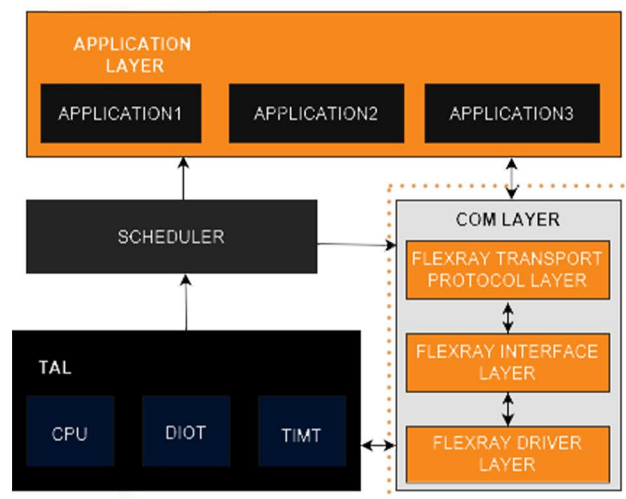 APPLICATION
LAYER
APPLICATION1
APPLICATION2
APPLICATION3
SCHEDULER
COM LAYER
FLEXRAY TRANSPORT
PROTOCOL LAYER
FLEXRAY INTERFACE
LAYER
FLEXRAY DRIVER
LAYER
TAL
CPU
DIOT
TIMT